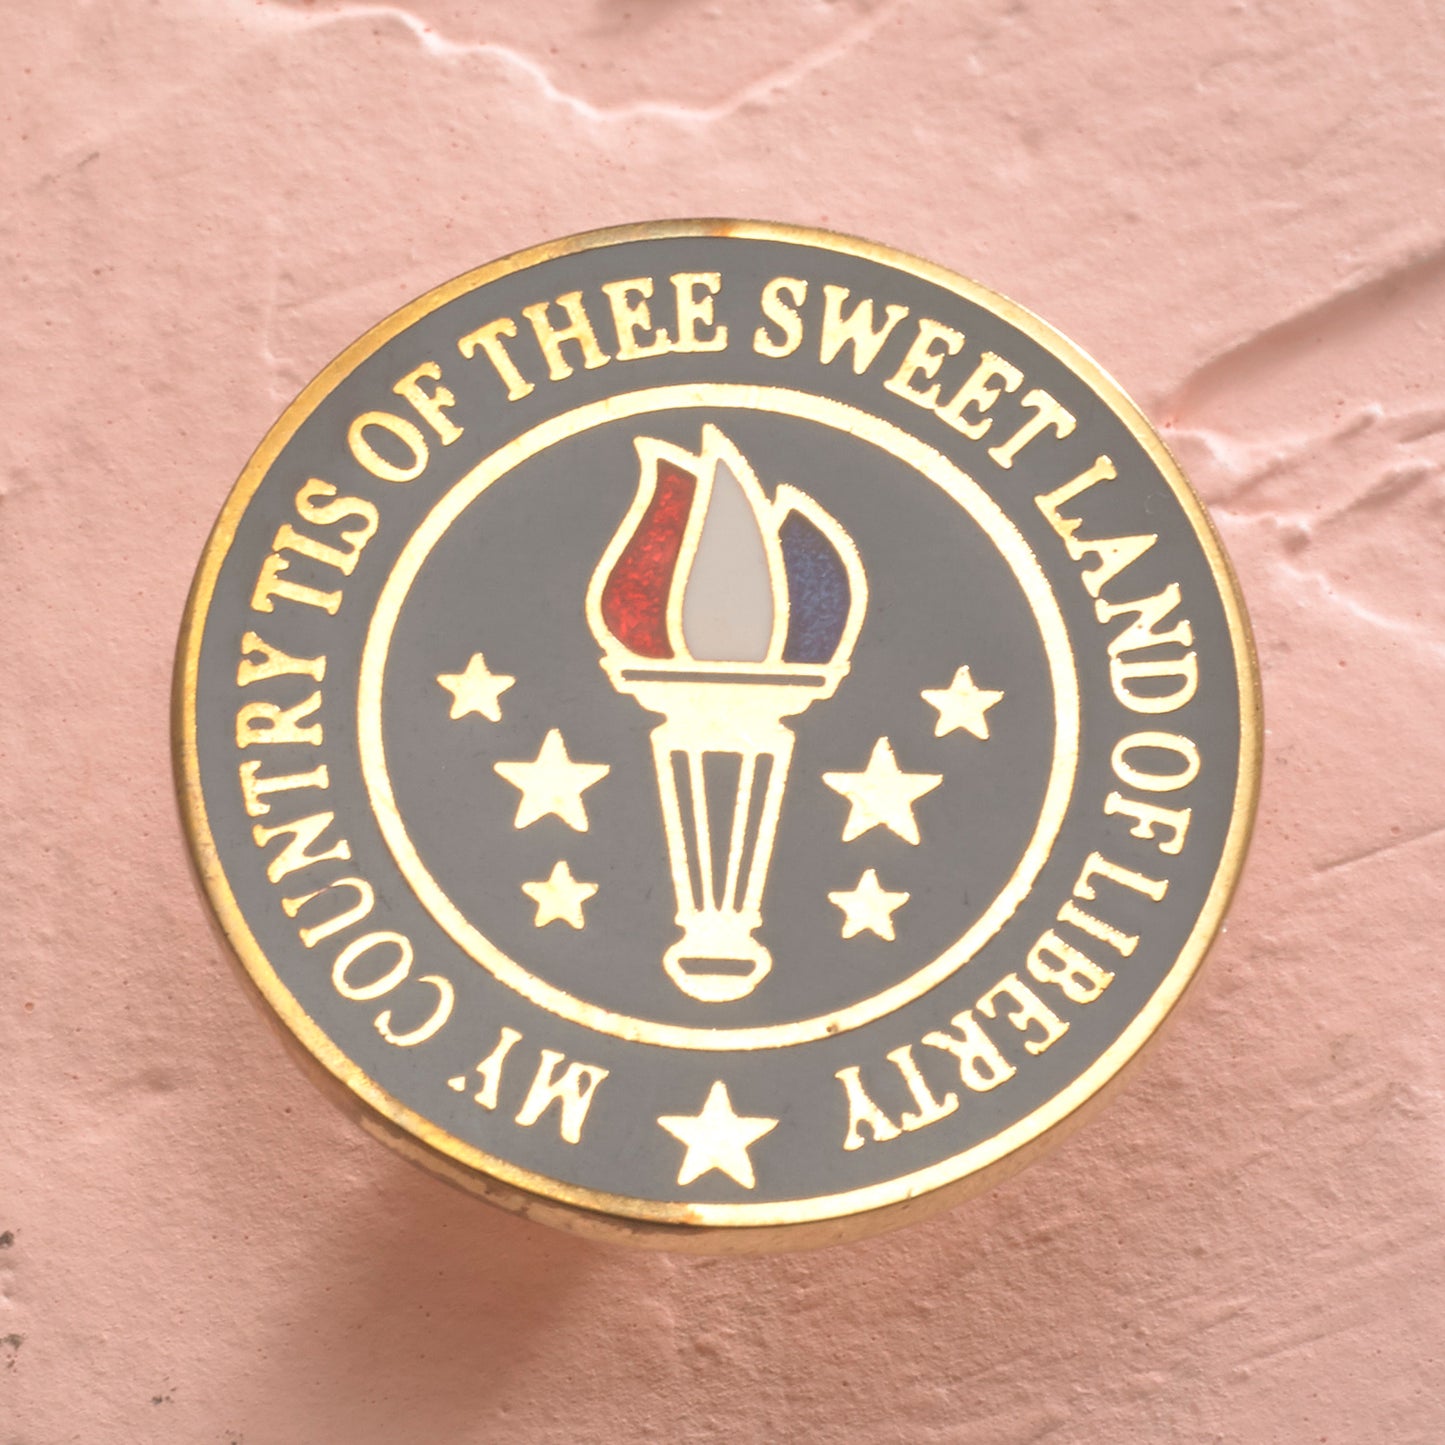 MY COUNTRY TIS OF THEE SWEET LAND OF LIBERTY